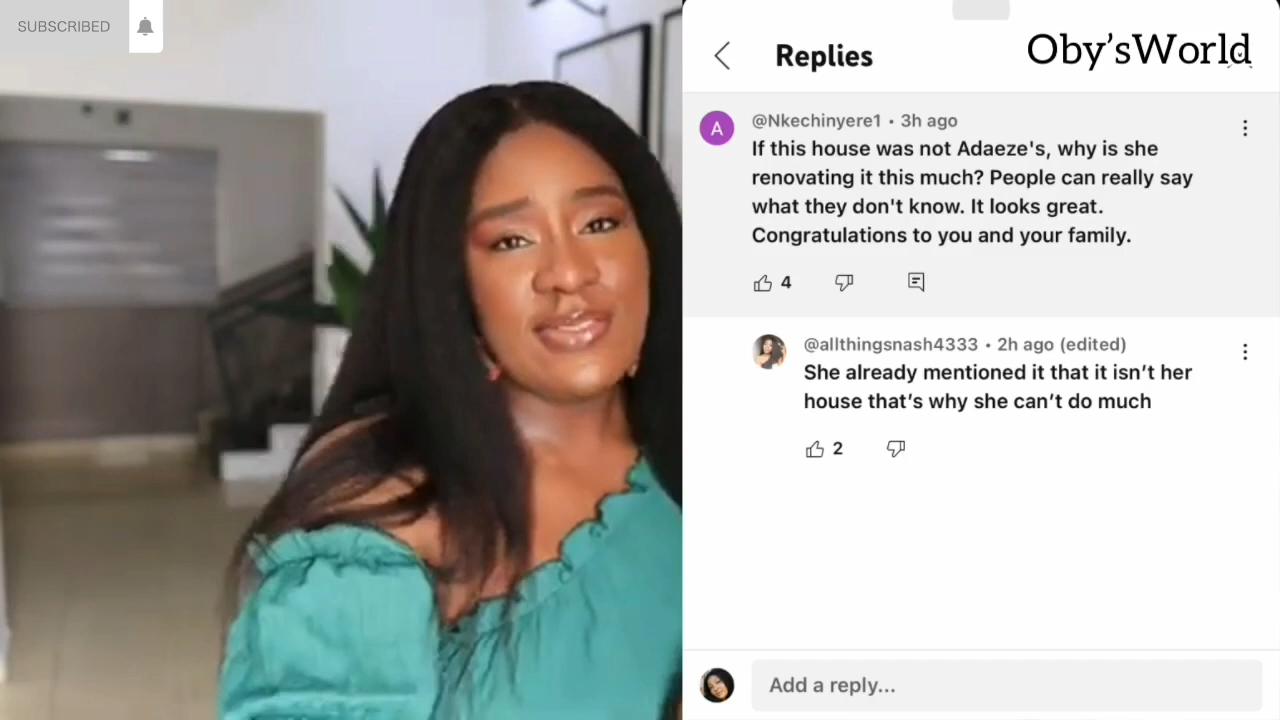 SUBSCRIBED
Oby'sWorld
Replies
A
@Nkechinyere1 • 3h ago
If this house was not Adaeze's, why is she
renovating it this much? People can really say
what they don't know. It looks great.
Congratulations to you and your family.
4
@allthingsnash4333 • 2h ago (edited)
She already mentioned it that it isn’t her
house that’s why she can’t do much
2
Add a reply...